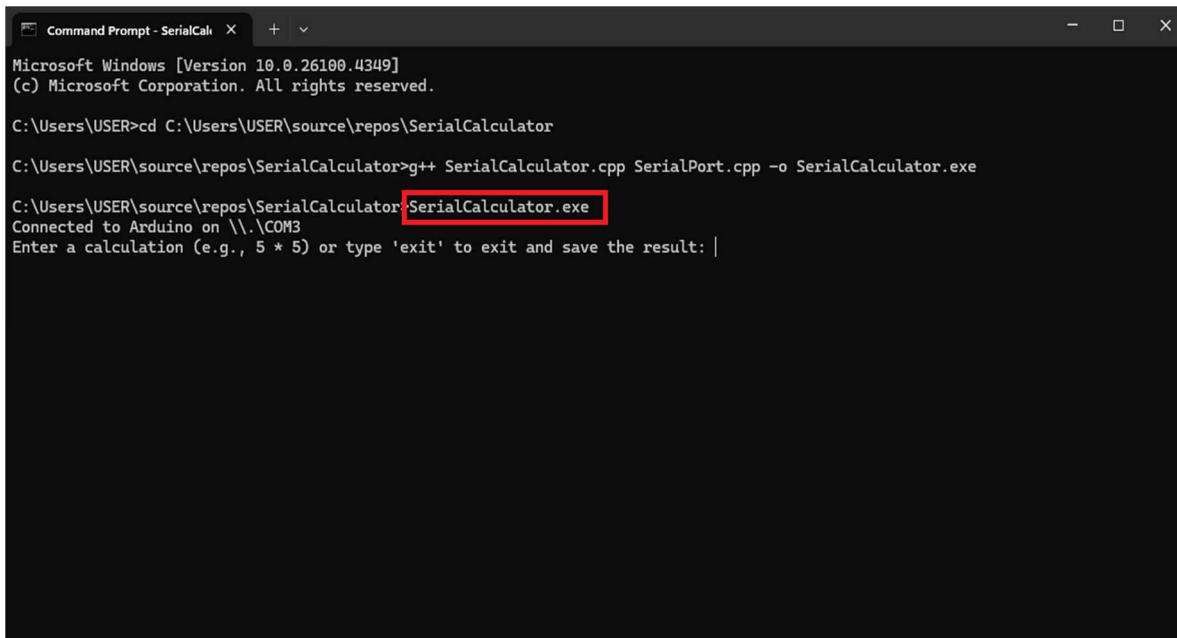 Command Prompt - SerialCal
Microsoft Windows [Version 10.0.26100.4349]
(c) Microsoft Corporation. All rights reserved.
C:\Users\USER>cd C:\Users\USER\source\repos\SerialCalculator
C:\Users\USER\source\repos\SerialCalculator>g++ SerialCalculator.cpp SerialPort.cpp -o SerialCalculator.exe
C:\Users\USER\source\repos\SerialCalculator>SerialCalculator.exe
Connected to Arduino on \\.\COM3
Enter a calculation (e.g., 5 * 5) or type 'exit' to exit and save the result: